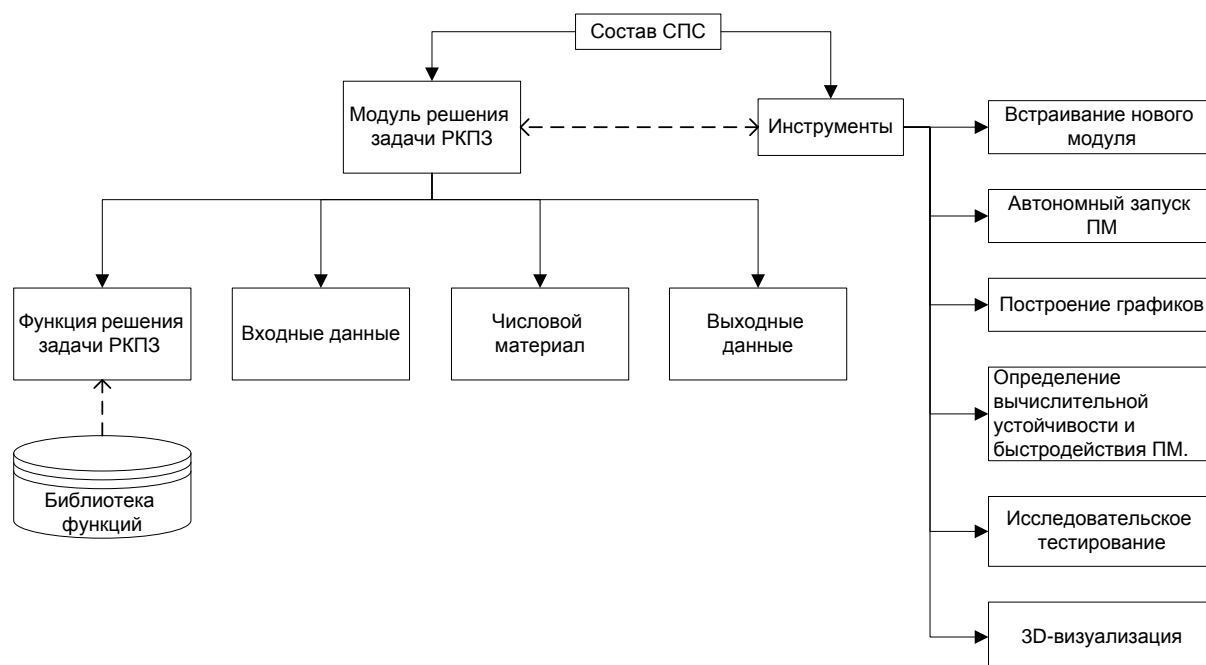 Состав СПС
Модуль решения
задачи РКПЗ
Инструменты
Встраивание нового
модуля
Автономный запуск
ПМ
Построение графиков
Определение
вычислительной
устойчивости и
быстродействия ПМ.
Исследовательское
тестирование
3D-визуализация
Функция решения
задачи РКПЗ
Входные данные
Числовой
материал
Выходные
данные
Библиотека
функций